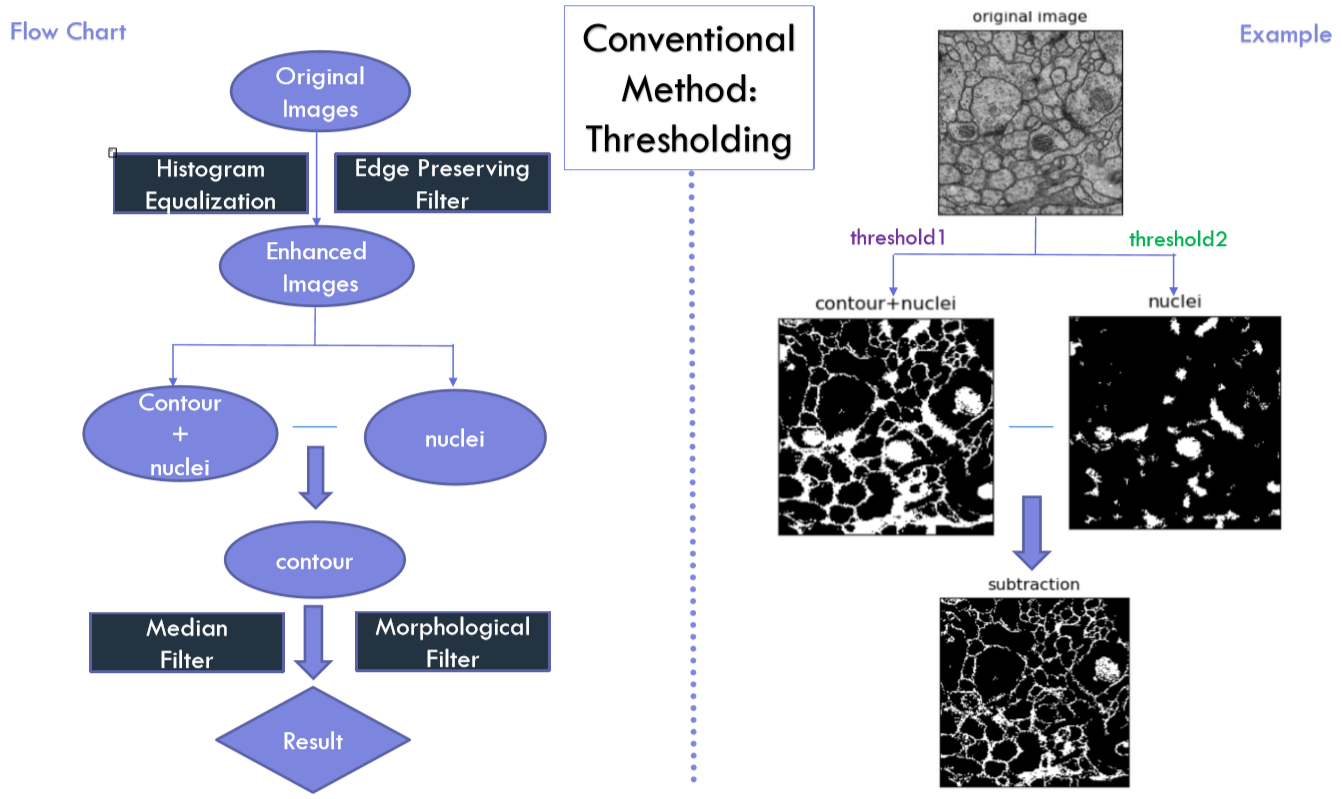 Flow Chart
Original
Images
Histogram
Equalization
Edge Preserving
Filter
Enhanced
Images
Contour
+
nuclei
nuclei
contour
Median
Filter
Morphological
Filter
Result
Conventional
Method:
Thresholding
Example
original image
threshold1
threshold2
contour+nuclei
nuclei
subtraction